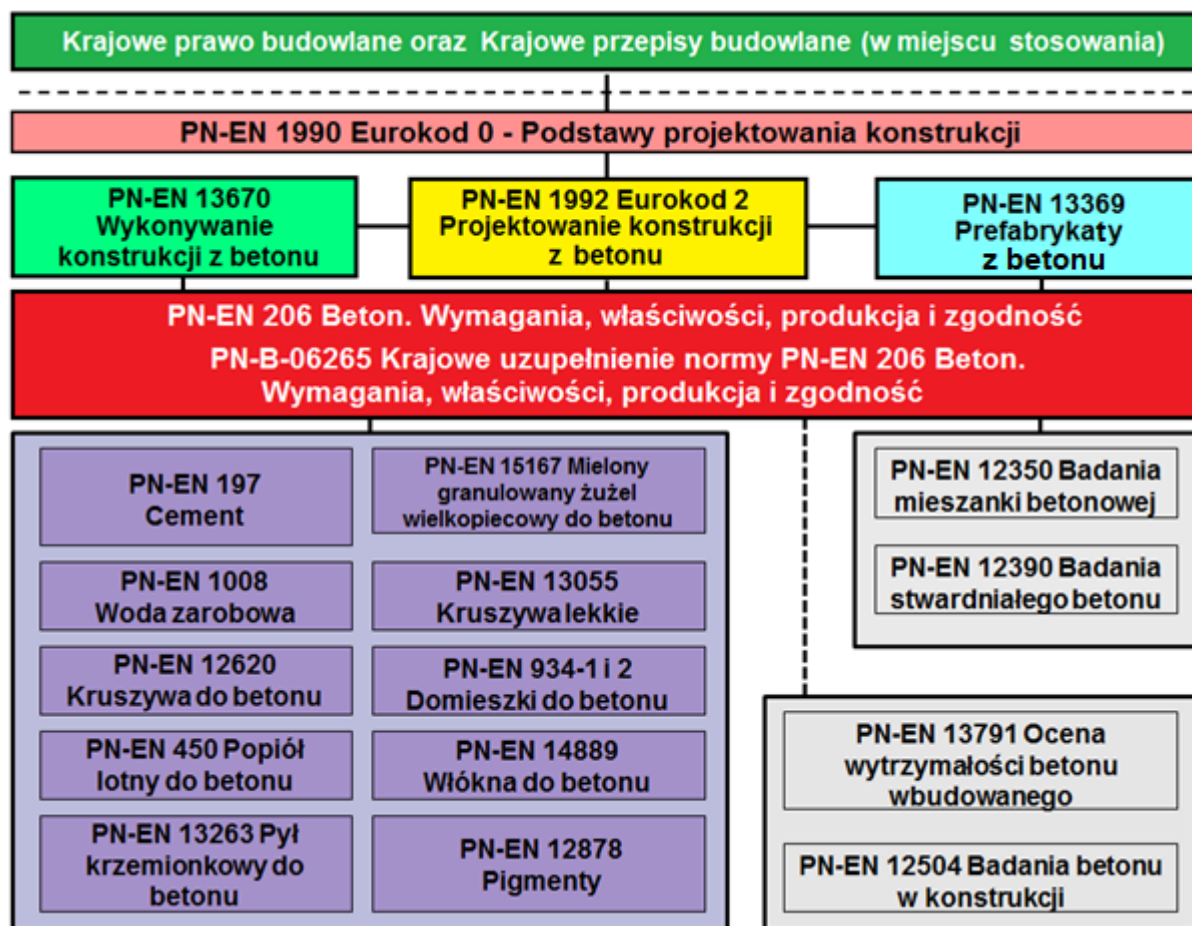 Krajowe prawo budowlane oraz Krajowe przepisy budowlane (w miejscu stosowania)
PN-EN 1990 Eurokod 0 - Podstawy projektowania konstrukcji
PN-EN 13670
Wykonywanie
konstrukcji z betonu
PN-EN 1992 Eurokod 2
Projektowanie konstrukcji
z betonu
PN-EN 13369
Prefabrykaty
z betonu
PN-EN 206 Beton. Wymagania, właściwości, produkcja i zgodność
PN-B-06265 Krajowe uzupełnienie normy PN-EN 206 Beton.
Wymagania, właściwości, produkcja i zgodność
PN-EN 197
Cement
PN-EN 15167 Mielony
granulowany żużel
wielkopiecowy do betonu
PN-EN 1008
Woda zarobowa
PN-EN 13055
Kruszywa lekkie
PN-EN 12620
Kruszywa do betonu
PN-EN 934-1 i 2
Domieszki do betonu
PN-EN 450 Popiół
lotny do betonu
PN-EN 14889
Włókna do betonu
PN-EN 13263 Pył
krzemionkowy do
betonu
PN-EN 12878
Pigmenty
PN-EN 12350 Badania
mieszanki betonowej
PN-EN 12390 Badania
stwardniałego betonu
PN-EN 13791 Ocena
wytrzymałości betonu
wbudowanego
PN-EN 12504 Badania betonu
w konstrukcji